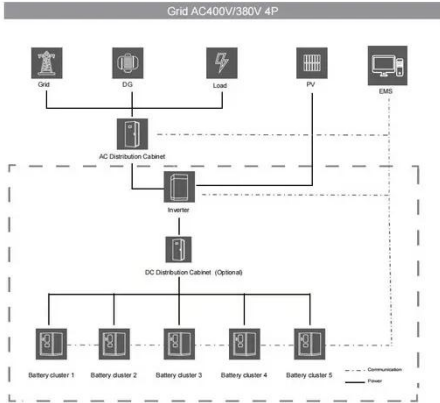 Grid AC400V/380V 4P
Grid
DG
Load
PV
EMS
AC Distribution Cabinet
Inverter
DC Distribution Cabinet (Optional)
Battery cluster 1
Battery cluster 2
Battery cluster 3
Battery cluster 4
Battery cluster 5
Communication
Power